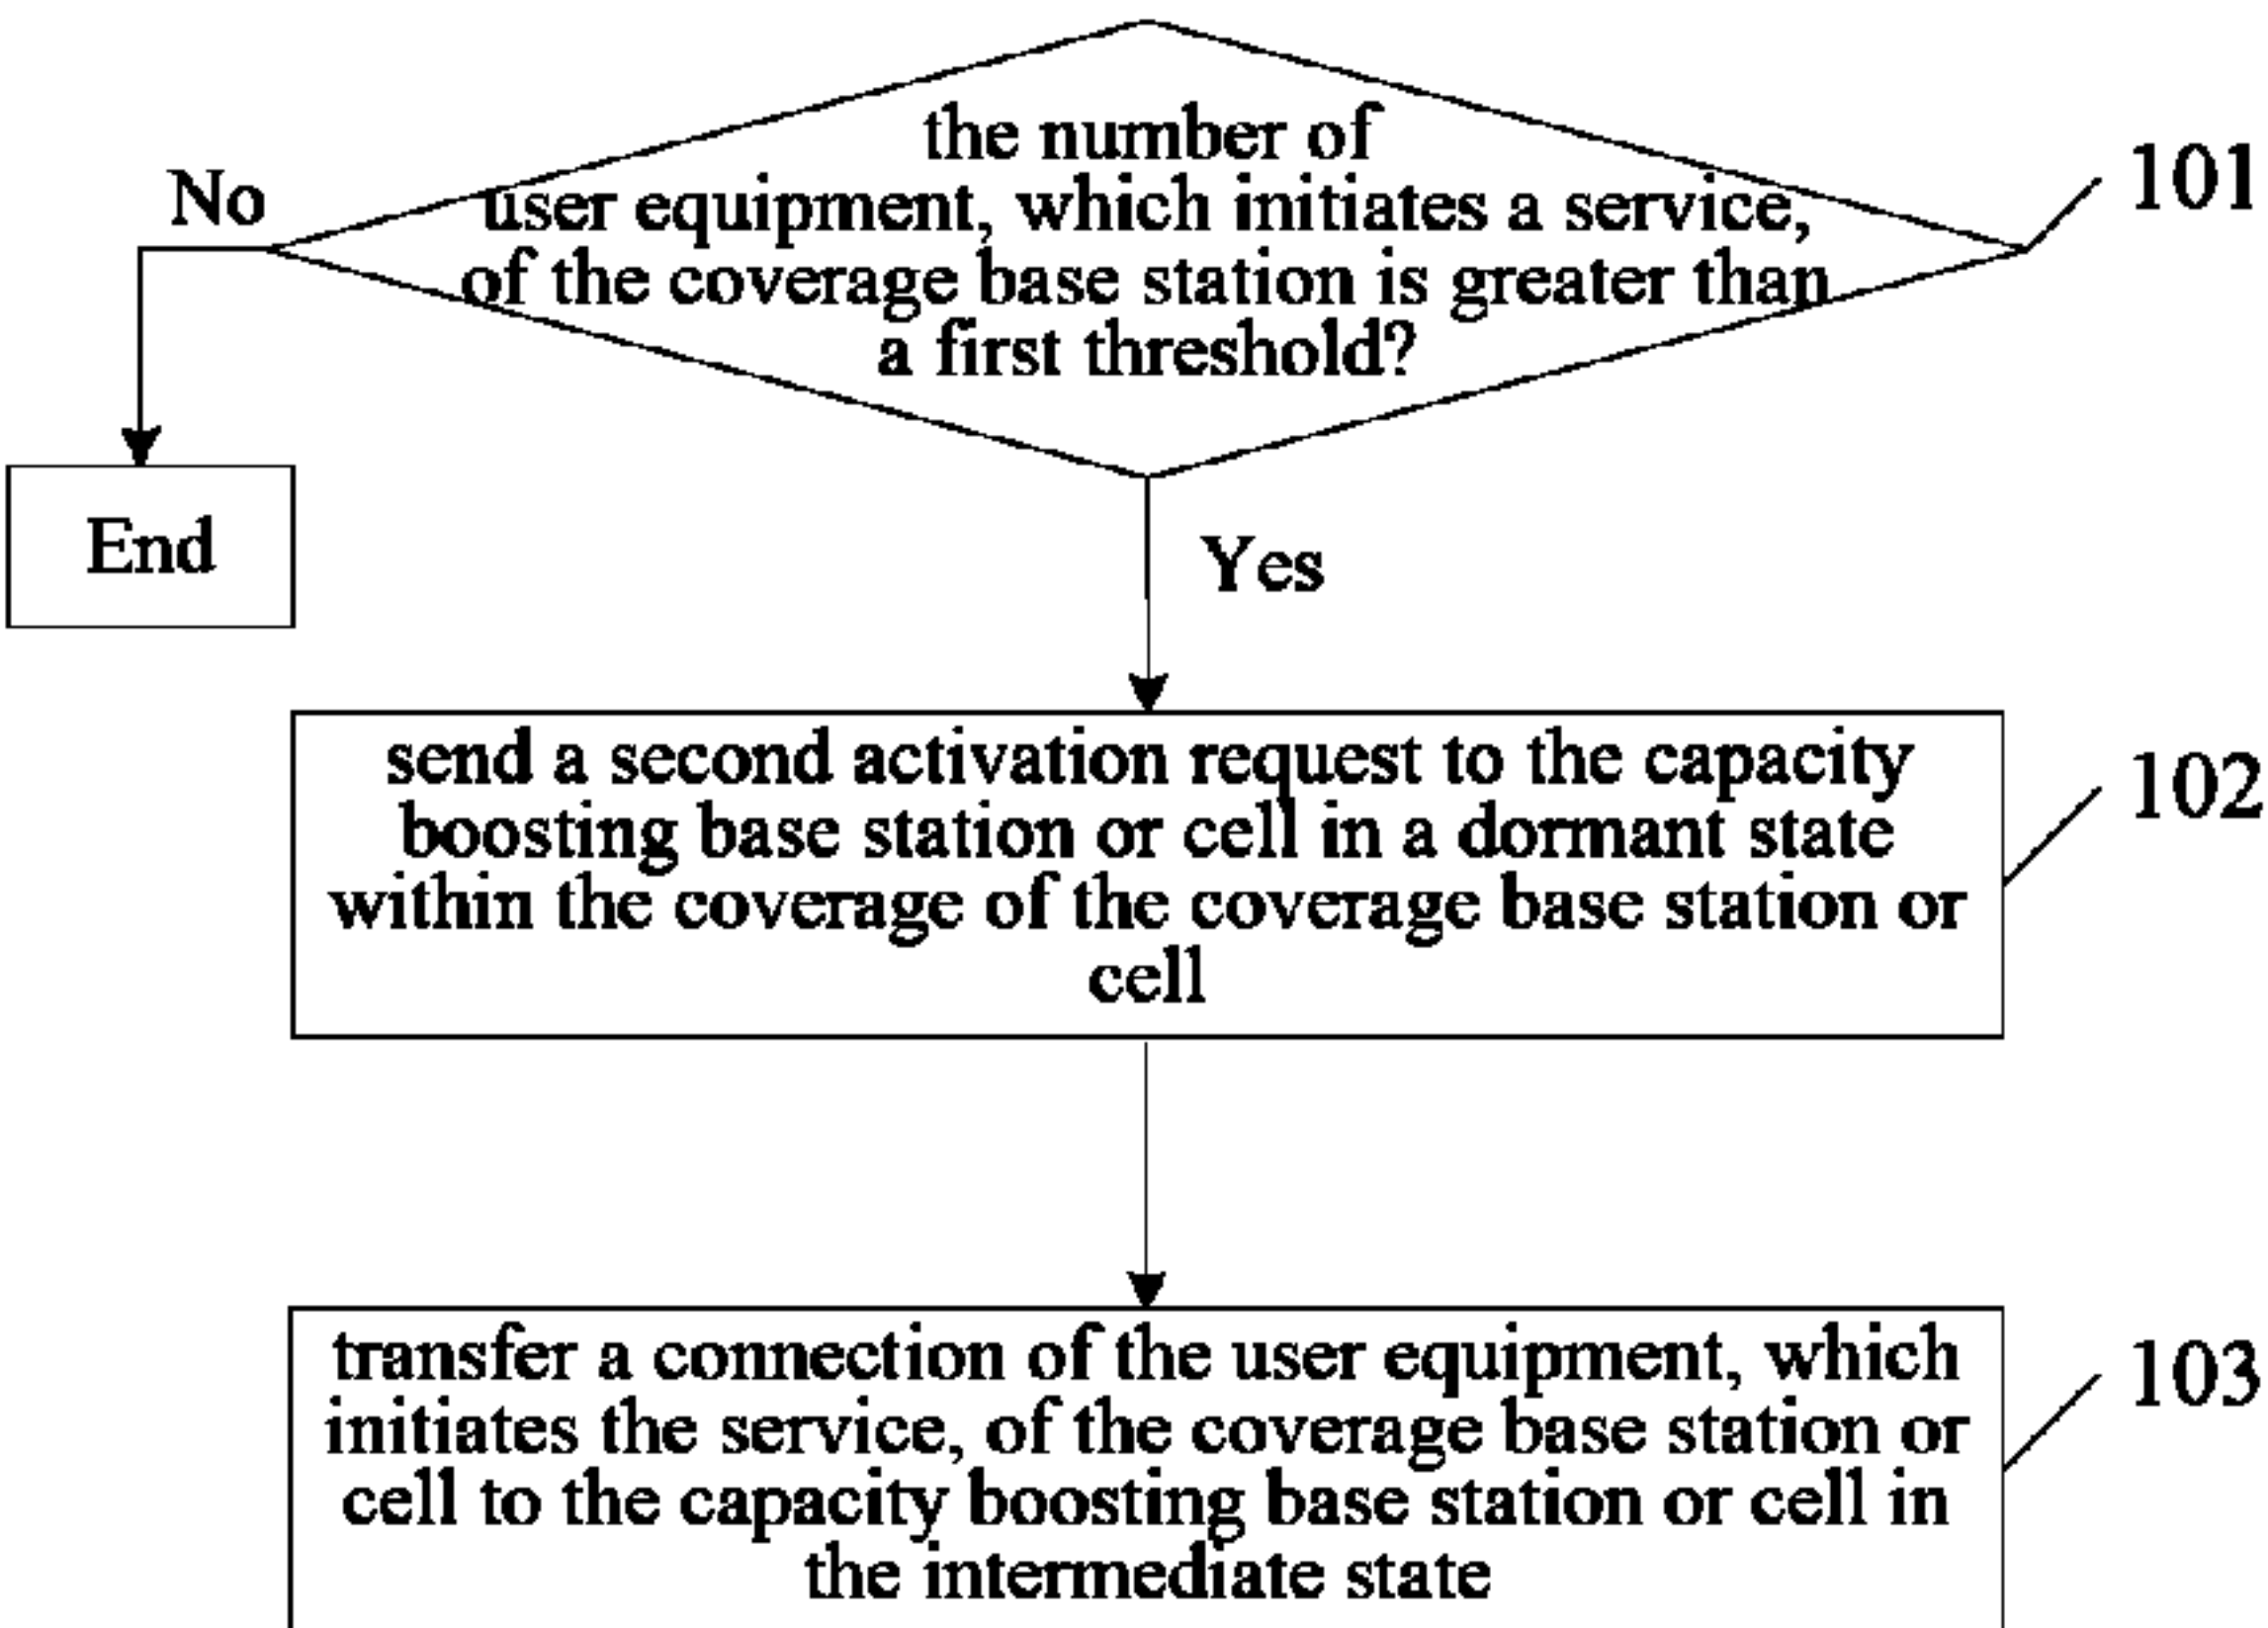 the number of
user equipment, which initiates a service,
of the coverage base station is greater than
a first threshold?
101
No
End
Yes
send a second activation request to the capacity
boosting base station or cell in a dormant state
within the coverage of the coverage base station or
cell
102
transfer a connection of the user equipment, which
initiates the service, of the coverage base station or
cell to the capacity boosting base station or cell in
the intermediate state
103